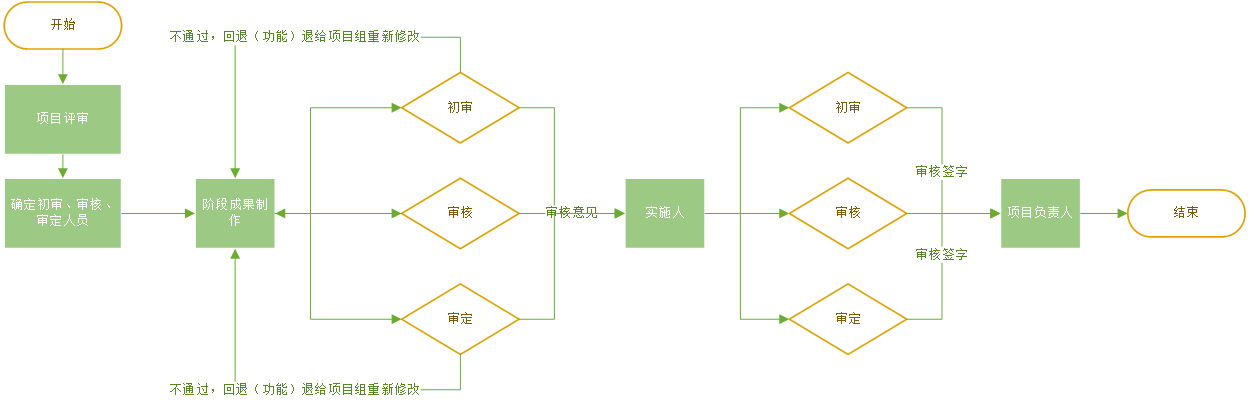 开始
项目评审
确定初审、审核、
审定人员
阶段成果制
作
不通过，回退（功能）退给项目组重新修改
初审
审核
审定
不通过，回退（功能）退给项目组重新修改
审核意见
实施人
初审
审核
审定
审核签字
审核签字
项目负责人
结束